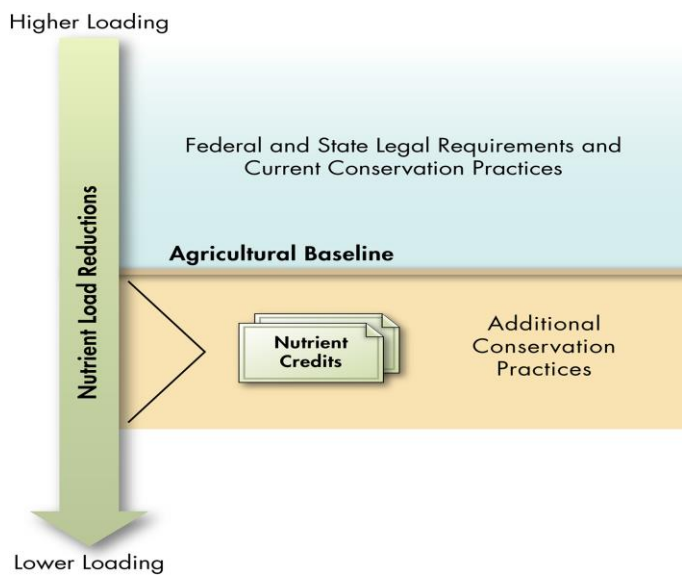 Higher Loading
Federal and State Legal Requirements and
Current Conservation Practices
Nutrient Load Reductions
Agricultural Baseline
Nutrient
Credits
Additional
Conservation
Practices
Lower Loading